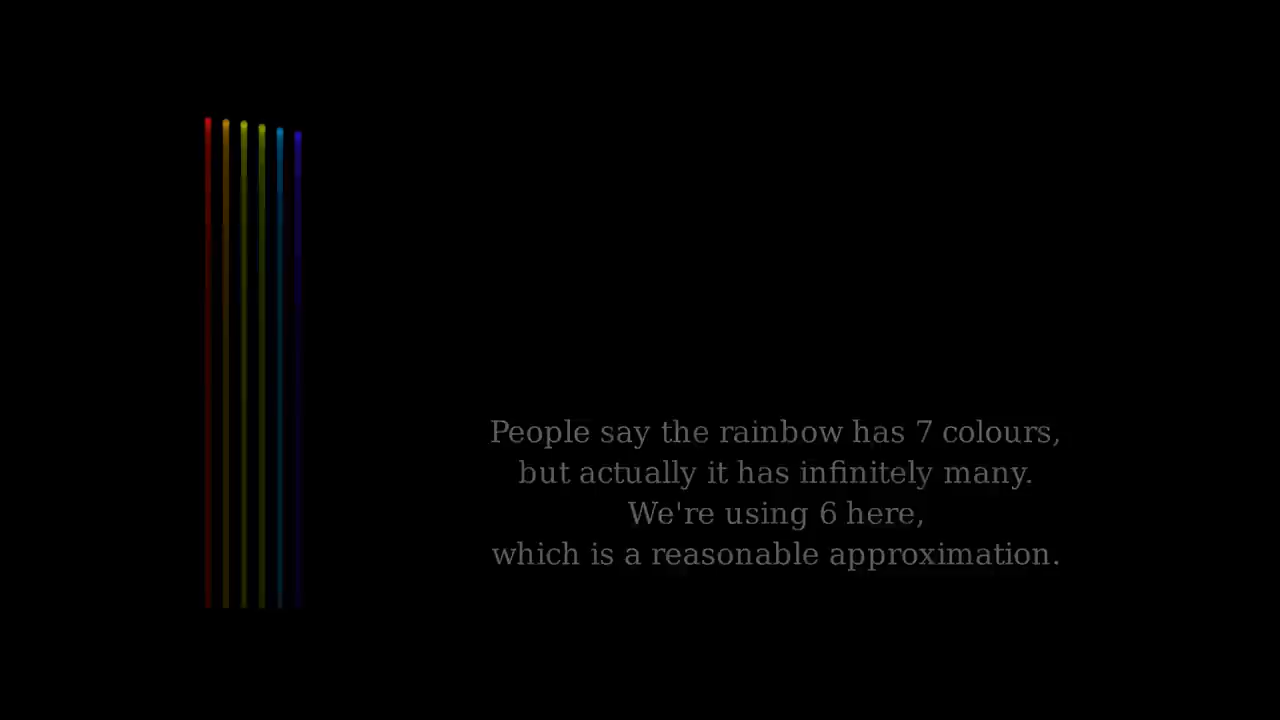 People say the rainbow has 7 colours,
but actually it has infinitely many.
We're using 6 here,
which is a reasonable approximation.